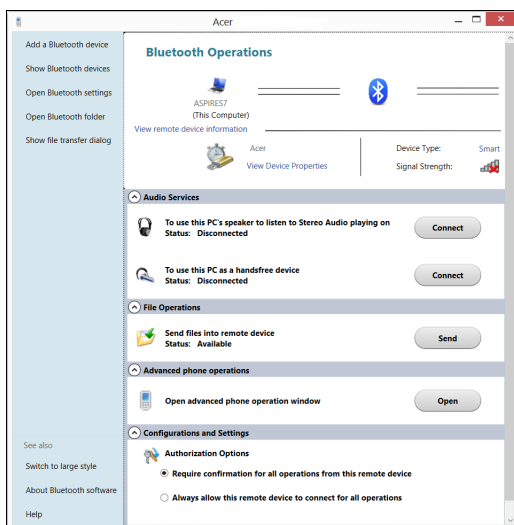 Acer
Add a Bluetooth device
Show Bluetooth devices
Open Bluetooth settings
Open Bluetooth folder
Show file transfer dialog
See also
Switch to large style
About Bluetooth software
Help
Bluetooth Operations
ASPIRES7
(This Computer)
View remote device information
Acer
View Device Properties
Device Type: Smart
Signal Strength:
Audio Services
To use this PC's speaker to listen to Stereo Audio playing on
Status: Disconnected
Connect
To use this PC as a handsfree device
Status: Disconnected
Connect
File Operations
Send files into remote device
Status: Available
Send
Advanced phone operations
Open advanced phone operation window
Open
Configurations and Settings
Authorization Options
Require confirmation for all operations from this remote device
Always allow this remote device to connect for all operations